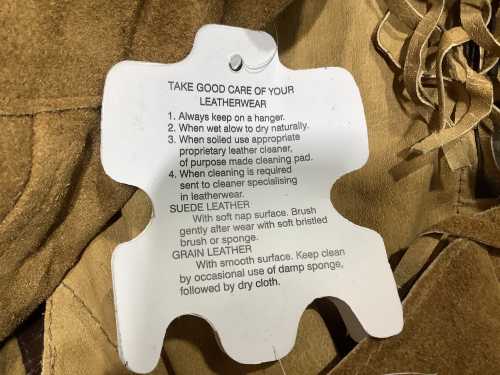 TAKE GOOD CARE OF YOUR
LEATHERWEAR
1. Always keep on a hanger.
2. When wet alow to dry naturally.
3. When soiled use appropriate
proprietary leather cleaner,
of purpose made cleaning pad.
4. When cleaning is required
sent to cleaner specialising
in leatherwear.
SUEDE LEATHER
With soft nap surface. Brush
gently after wear with soft bristled
brush or sponge.
GRAIN LEATHER
With smooth surface. Keep clean
by occasional use of damp sponge,
followed by dry cloth.